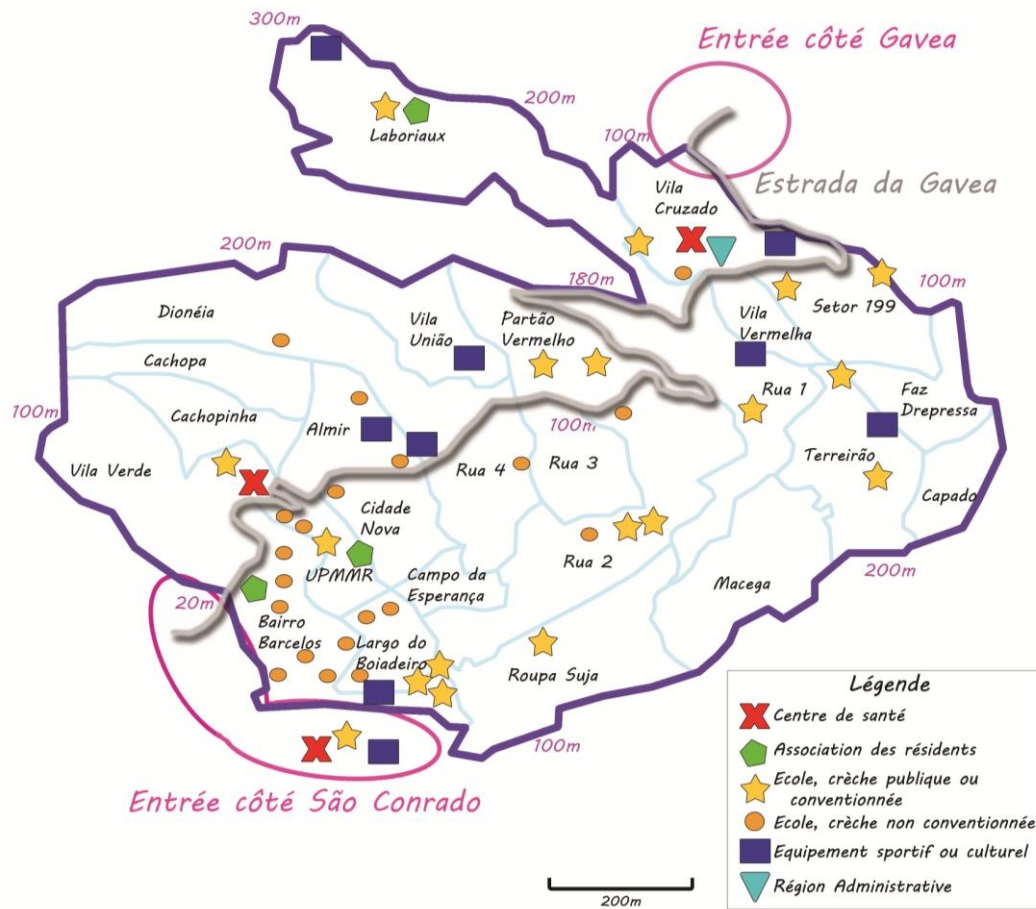 300m
Entrée côté Gavea
200m
Laboriaux
100m
Estrada da Gavea
Vila
Cruzado
200m
180m
100m
Setor 199
Dionéia
Vila
União
Partão
Vermelho
Vila
Vermelha
Cachopa
100m
Cachopinha
Almir
100m
Rua 1
Faz
Drepressa
Vila Verde
Rua 4
Rua 3
Terreirão
Capado
Cidade
Nova
Rua 2
UPMMR
Campo da
Esperança
Macega
200m
20m
Bairro
Barcelos
Largo do
Boiadeiro
Roupa Suja
100m
Entrée côté São Conrado
Légende
Centre de santé
Association des résidents
Ecole, crèche publique ou
conventionnée
Ecole, crèche non conventionnée
Equipement sportif ou culturel
Région Administrative
200m